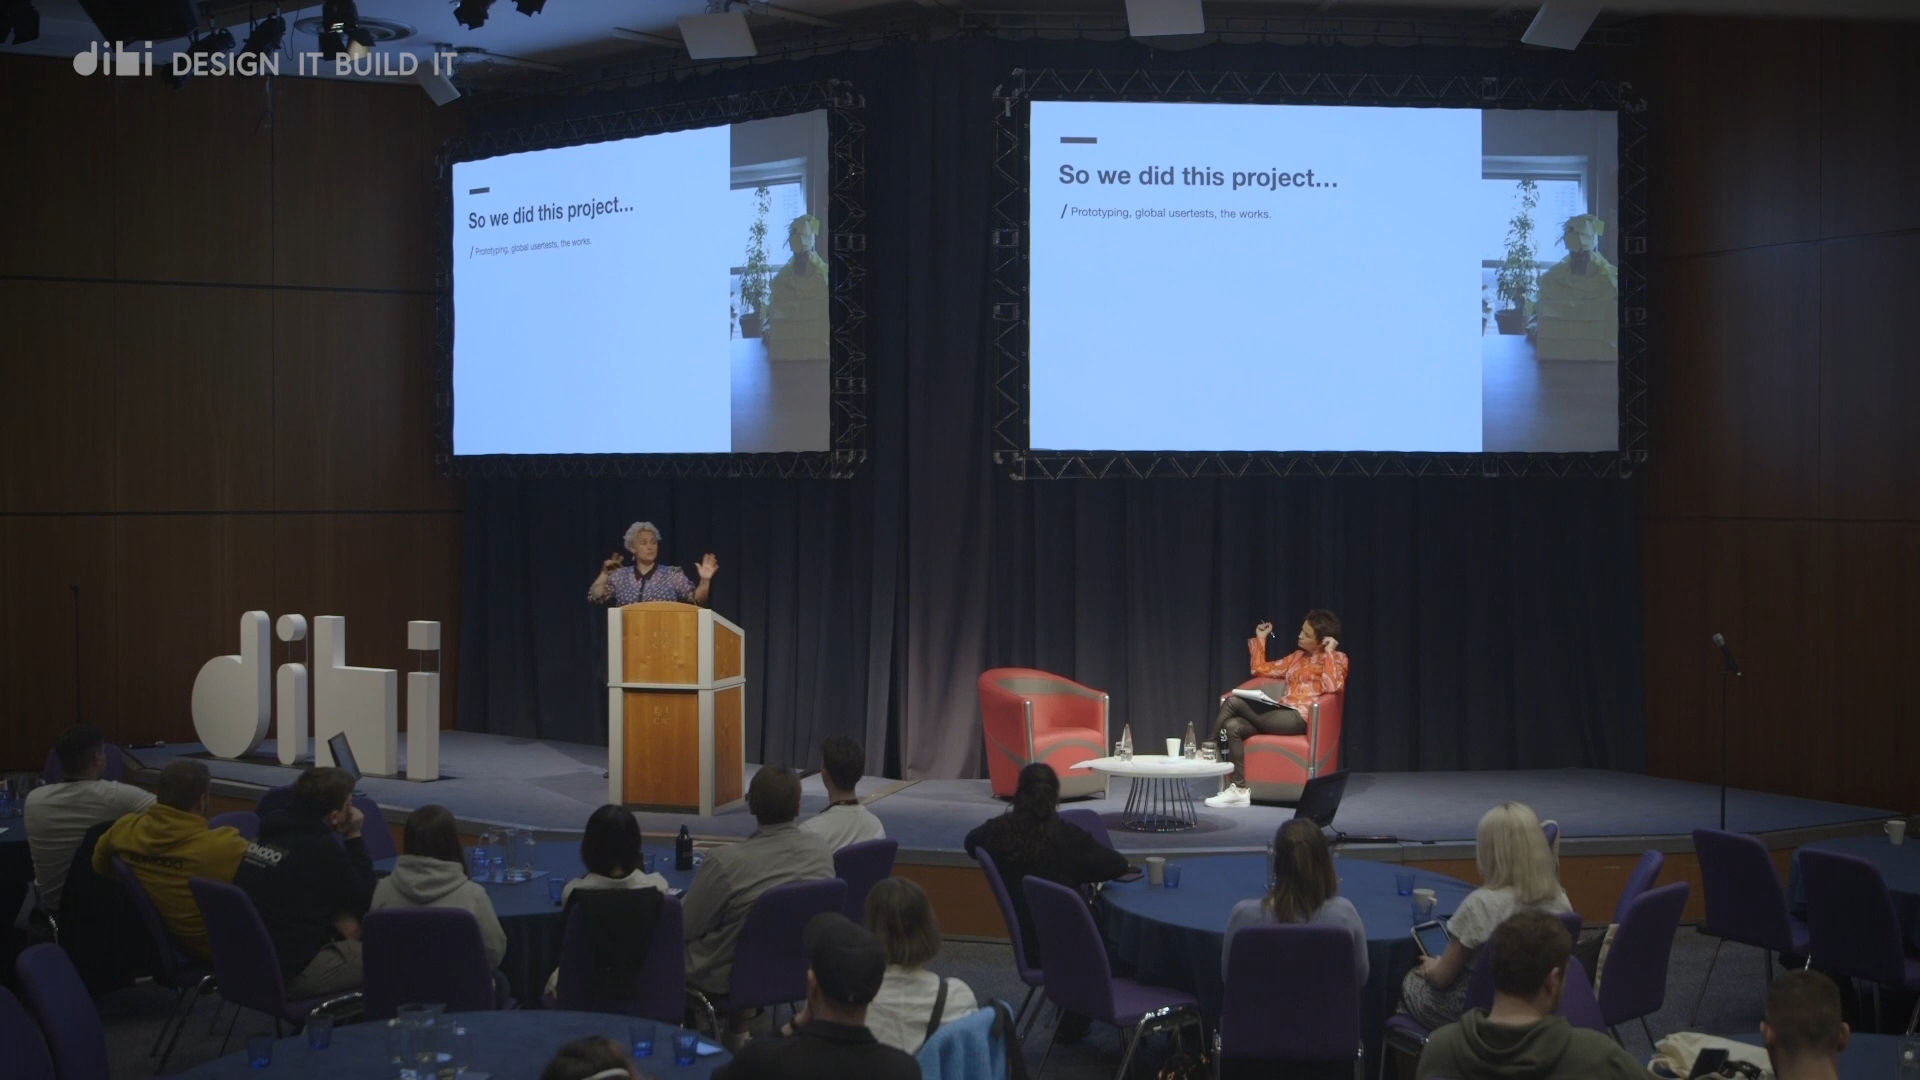 dibi DESIGN IT BUILD IT
So we did this project...
/ Prototyping, global usertests, the works.
So we did this project...
/ Prototyping, global usertests, the works.
dibi
KOMODO